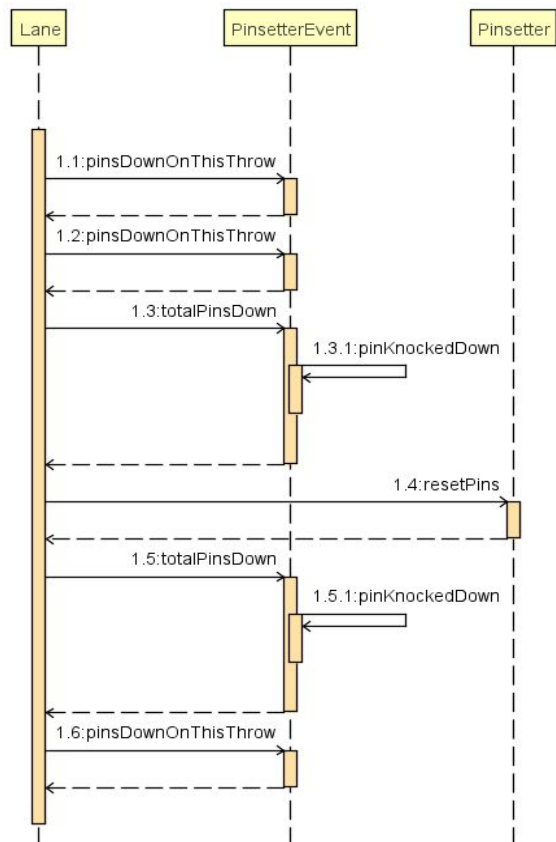 Lane
PinsetterEvent
Pinsetter
1.1:pinsDownOnThisThrow
1.2:pinsDownOnThisThrow
1.3:totalPinsDown
1.3.1:pinKnockedDown
1.4:resetPins
1.5:totalPinsDown
1.5.1:pinKnockedDown
1.6:pinsDownOnThisThrow